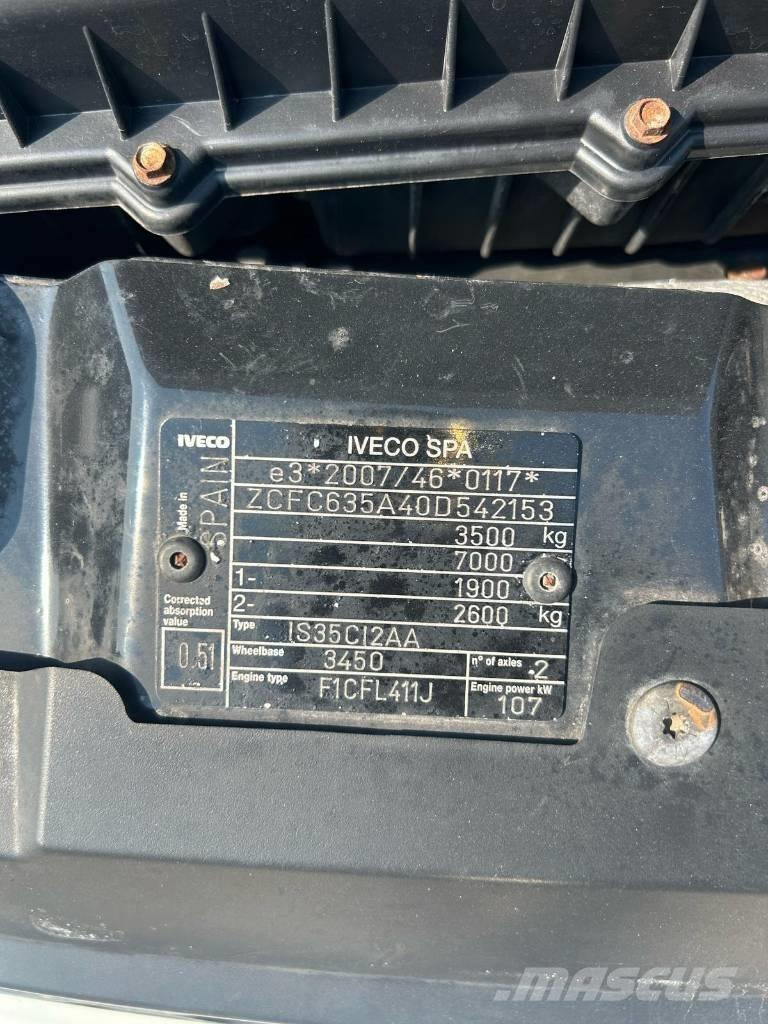 IVECO IVECO SPA
Made in SPAIN
e3*2007/46*0117*
ZCFC635A40D542153
3500 kg
7000
1- 1900
2- 2600 kg
Corrected absorption value
0.51
Type IS35CI2AA
Wheelbase 3450 n° of axles 2
Engine type F1CFL411J Engine power kW 107
MASCUS